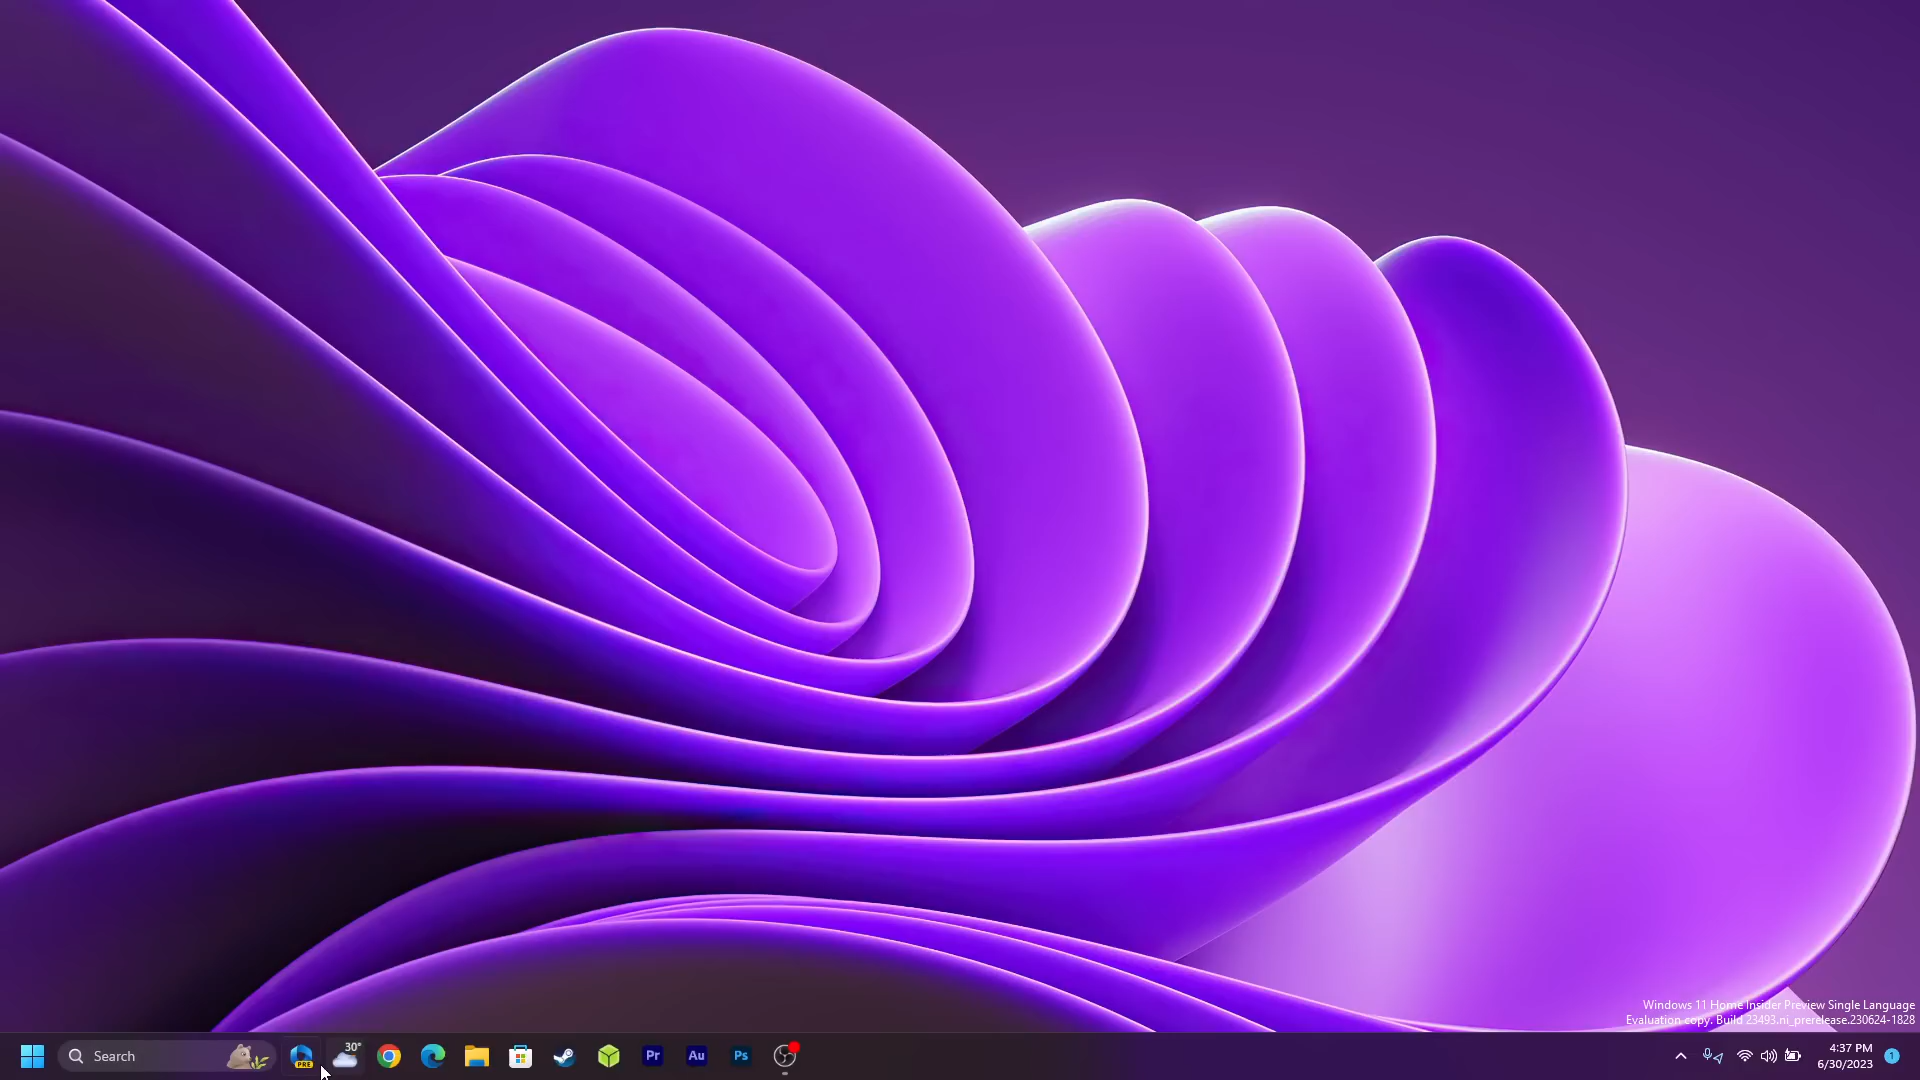 Windows 11 Home Insider Preview Single Language
Evaluation copy. Build 23493.ni_prerelease.230624-1828
Search
PRE
30°
Pr
Au
Ps
4:37 PM
6/30/2023
1